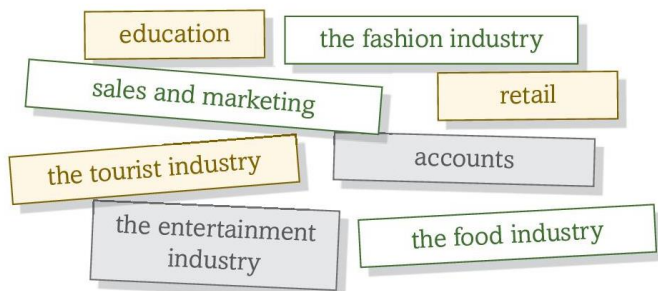 education
the fashion industry
sales and marketing
retail
the tourist industry
accounts
the entertainment
industry
the food industry